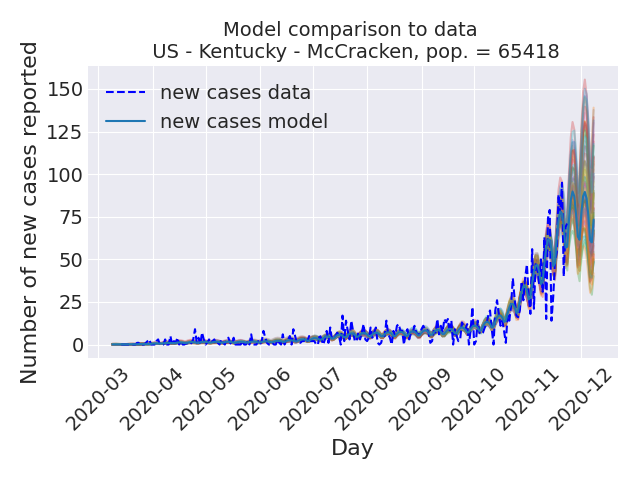 Model comparison to data
US - Kentucky - McCracken, pop. = 65418
Number of new cases reported
150
125
100
75
50
25
0
new cases data
new cases model
2020-03
2020-04
2020-05
2020-06
2020-07
2020-08
2020-09
2020-10
2020-11
2020-12
Day